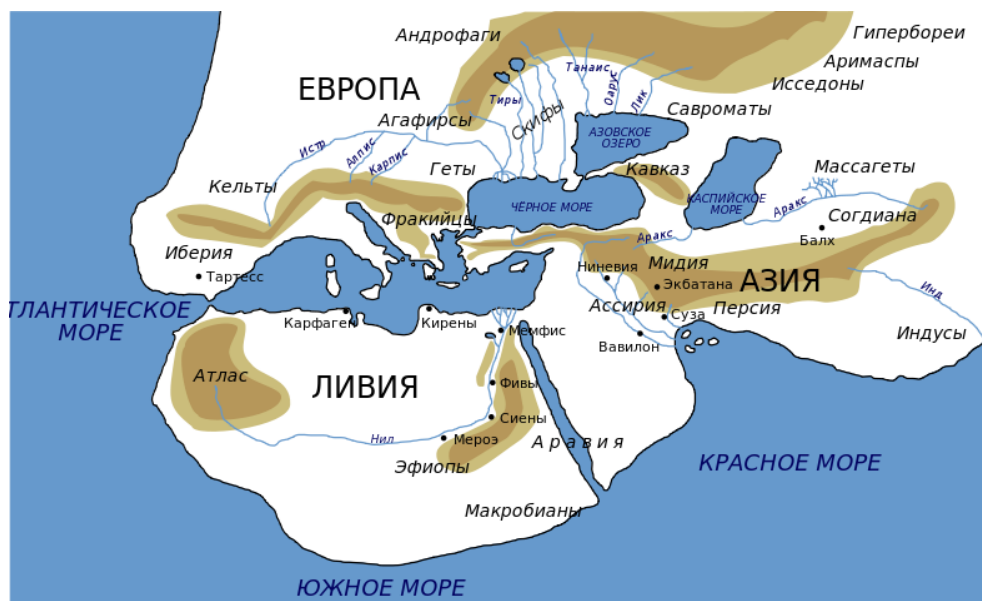 Андрофаги
Гипербореи
Аримаспы
Исседоны
ЕВРОПА
Танаис
Оарус
Лик
Тиры
Савроматы
Агафирсы
Скифы
АЗОВСКОЕ
ОЗЕРО
Истр
Алпис
Карпис
Геты
Кавказ
Массагеты
Кельты
ЧЁРНОЕ МОРЕ
КАСПИЙСКОЕ
МОРЕ
Аракс
Согдиана
Фракийцы
Аракс
Балх
Иберия
Тартесс
Ниневия
Мидия
Экбатана
АЗИЯ
Инд
ТЛАНТИЧЕСКОЕ
МОРЕ
Карфаген
Кирены
Мемфис
Ассирия
Суза
Персия
Вавилон
Индусы
Атлас
ЛИВИЯ
Фивы
Сиены
Нил
Мероэ
Аравия
Эфиопы
КРАСНОЕ МОРЕ
Макробианы
ЮЖНОЕ МОРЕ